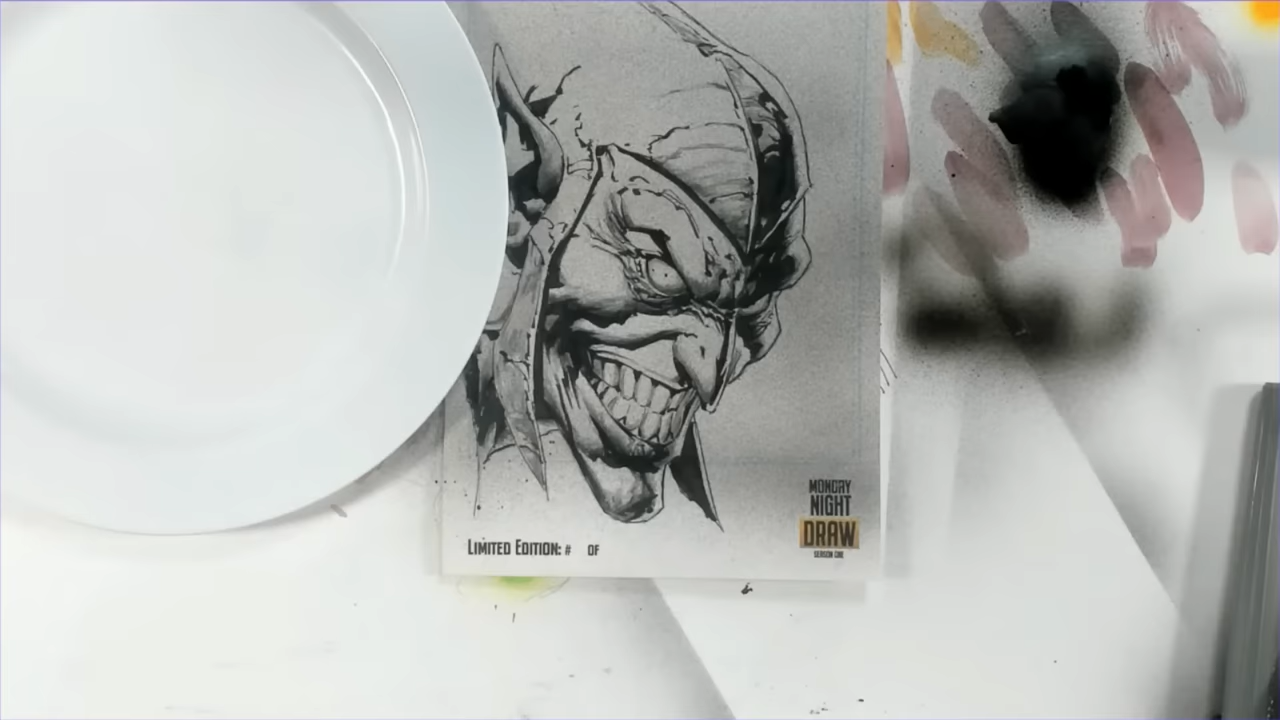 MONDAY
NIGHT
DRAW
SEASON ONE
LIMITED EDITION: # OF